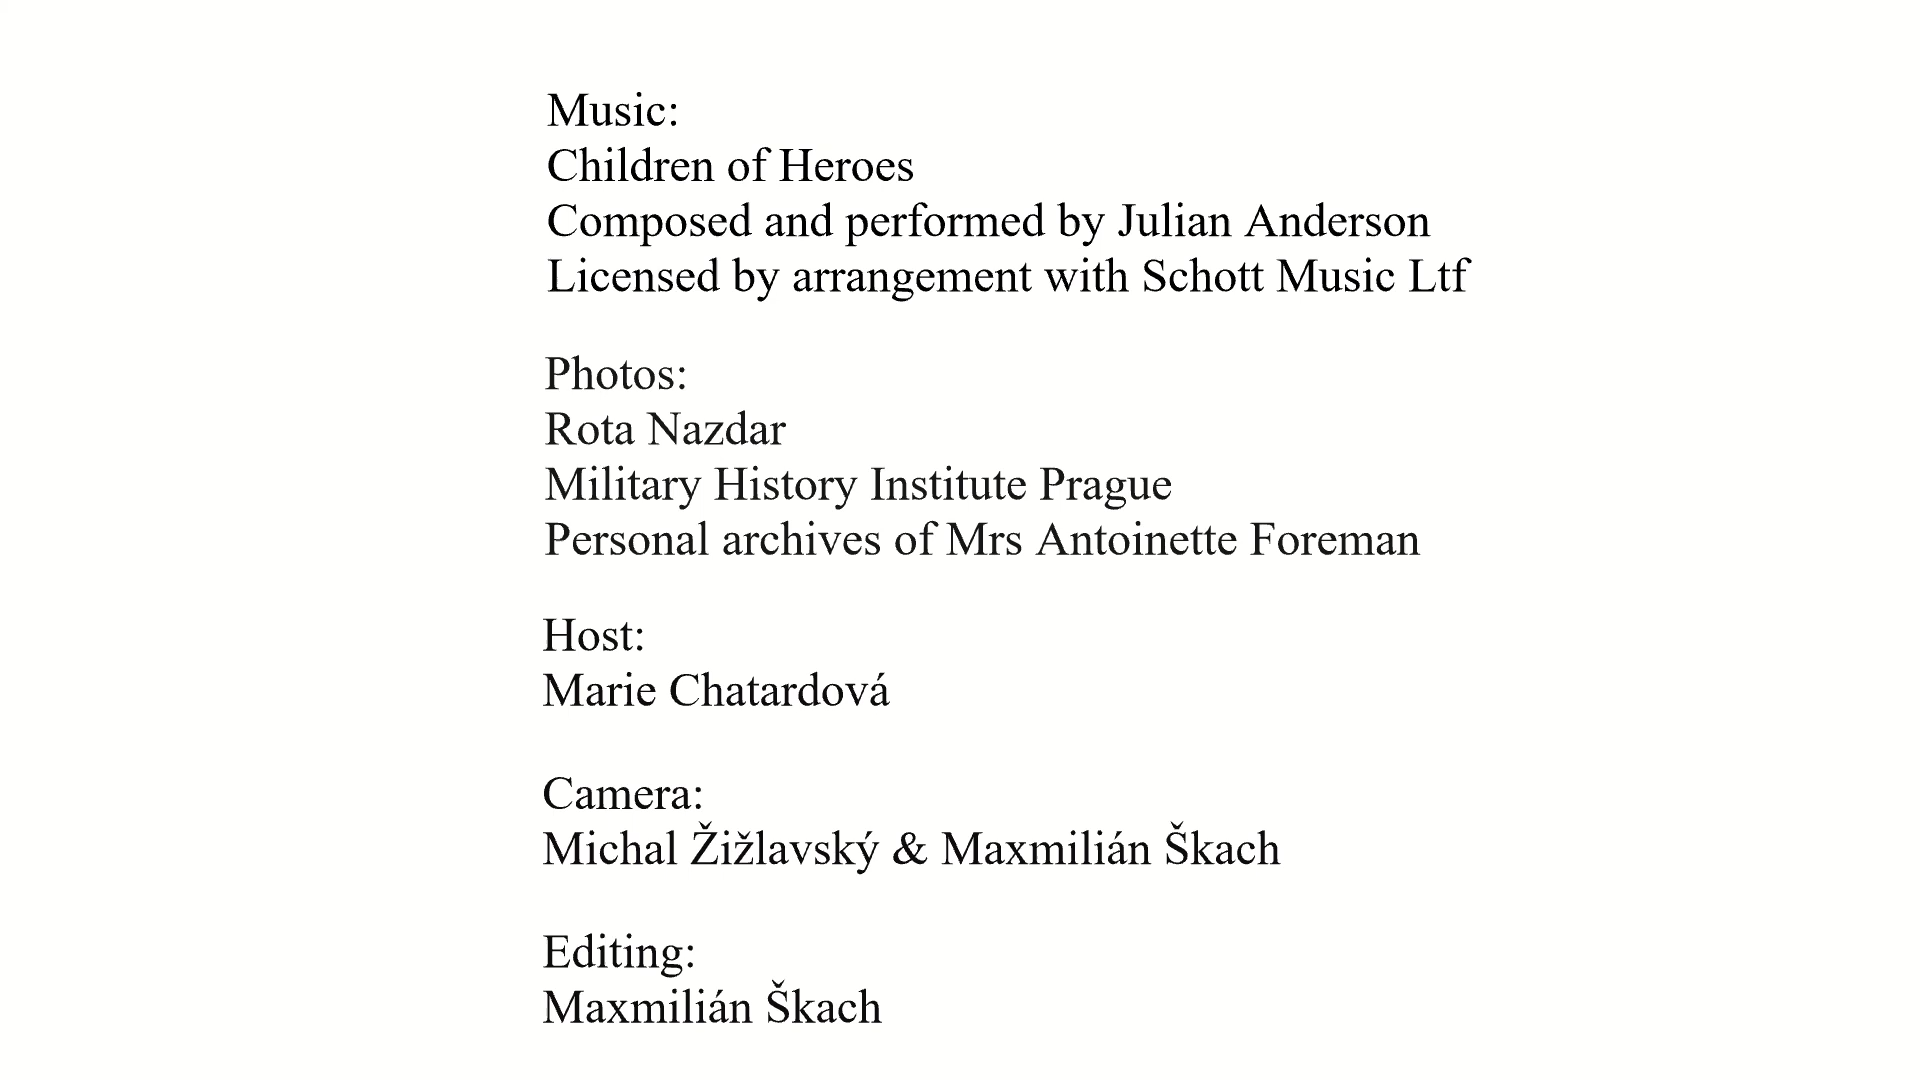 Music:
Children of Heroes
Composed and performed by Julian Anderson
Licensed by arrangement with Schott Music Ltf
Photos:
Rota Nazdar
Military History Institute Prague
Personal archives of Mrs Antoinette Foreman
Host:
Marie Chatardová
Camera:
Michal Žižlavský & Maxmilián Škach
Editing:
Maxmilián Škach